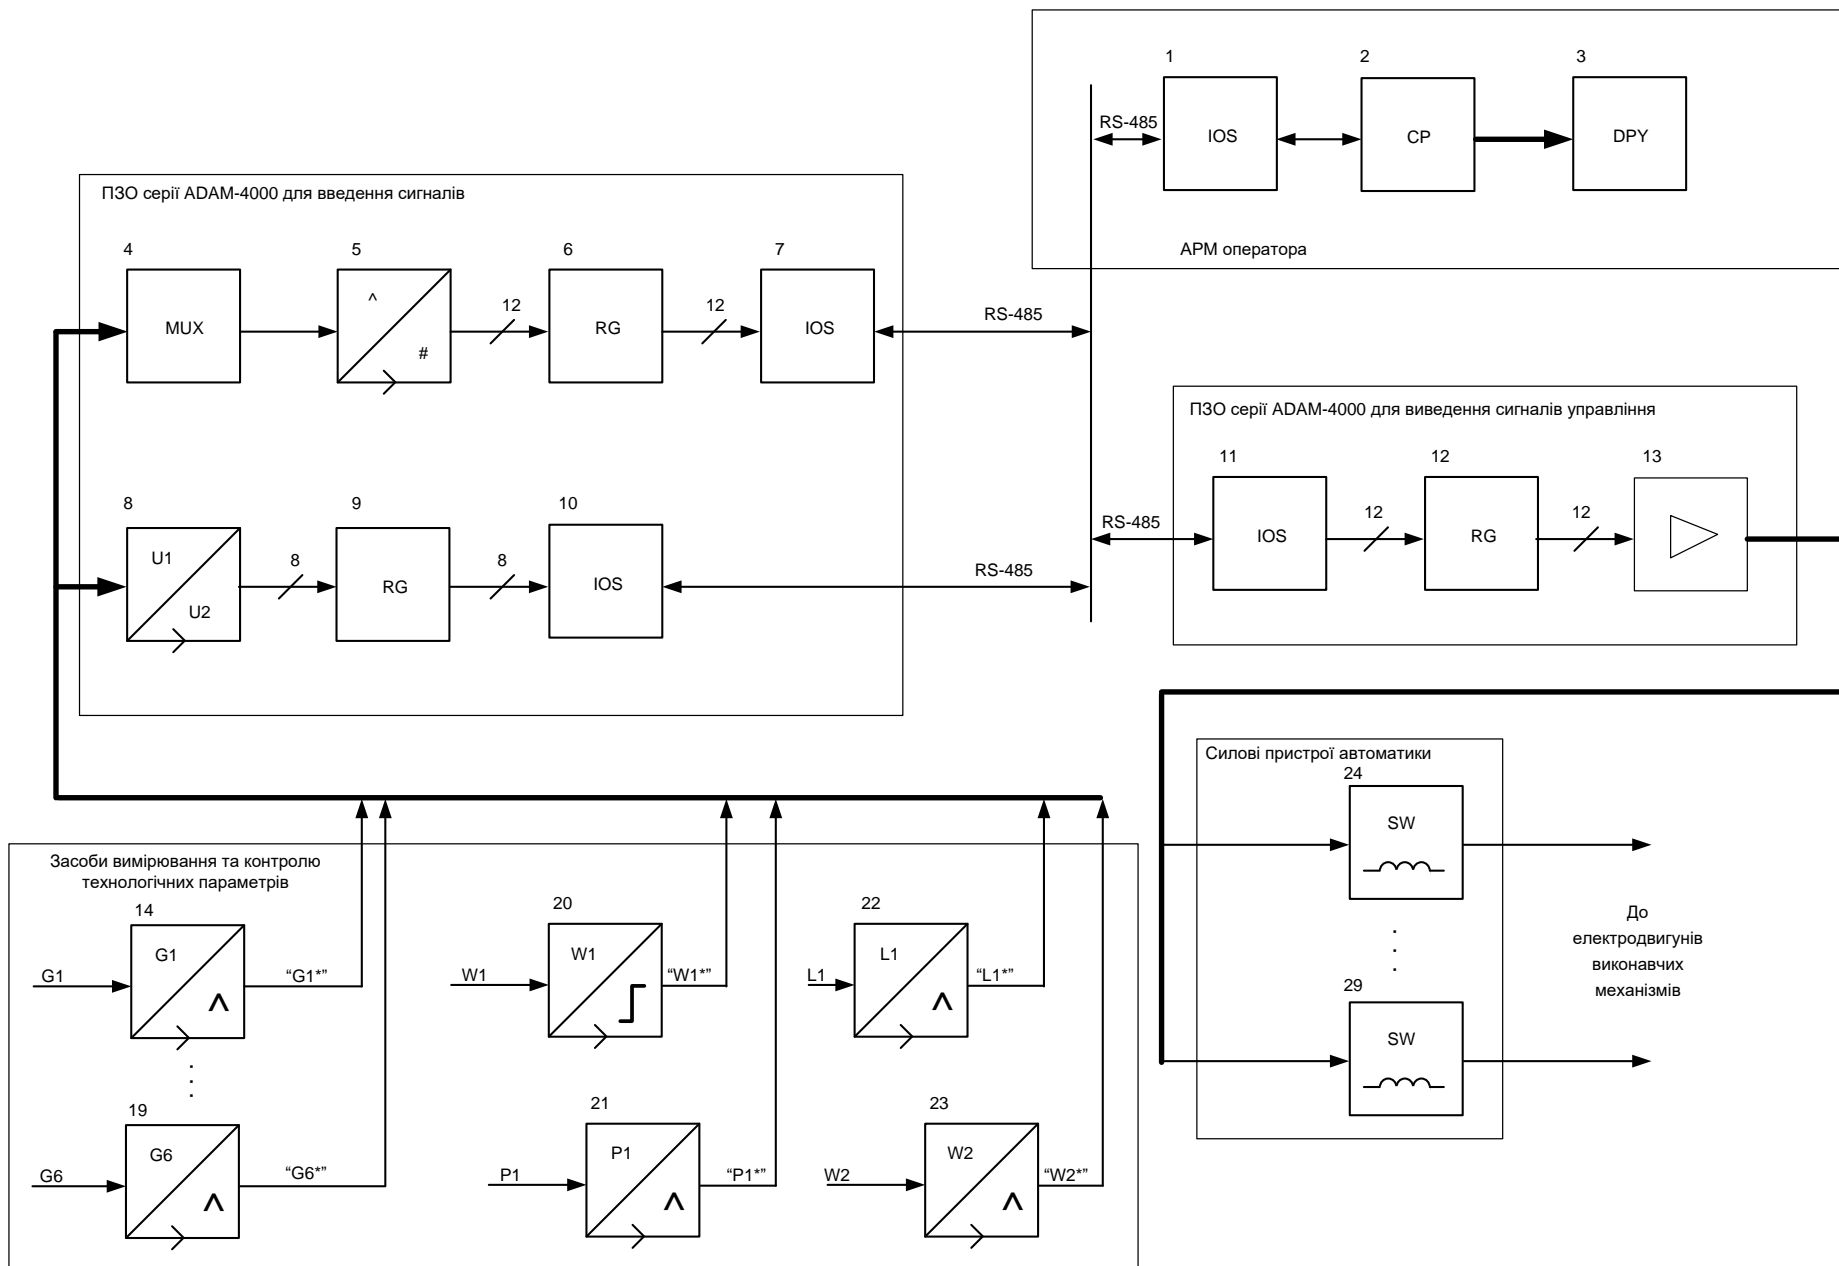 1
2
3
RS-485
IOS
CP
DPY
АРМ оператора
ПЗО серії ADAM-4000 для введення сигналів
4
5
6
7
MUX
^
#
12
RG
12
IOS
RS-485
8
9
10
U1
U2
8
RG
8
IOS
RS-485
ПЗО серії ADAM-4000 для виведення сигналів управління
11
12
13
RS-485
IOS
12
RG
12
Силові пристрої автоматики
24
SW
.
.
.
29
SW
До
електродвигунів
виконавчих
механізмів
Засоби вимірювання та контролю
технологічних параметрів
14
G1
G1
^
“G1*”
.
.
.
.
19
G6
G6
^
“G6*”
20
W1
W1
“W1*”
21
P1
P1
^
“P1*”
22
L1
L1
^
“L1*”
23
W2
W2
^
“W2*”